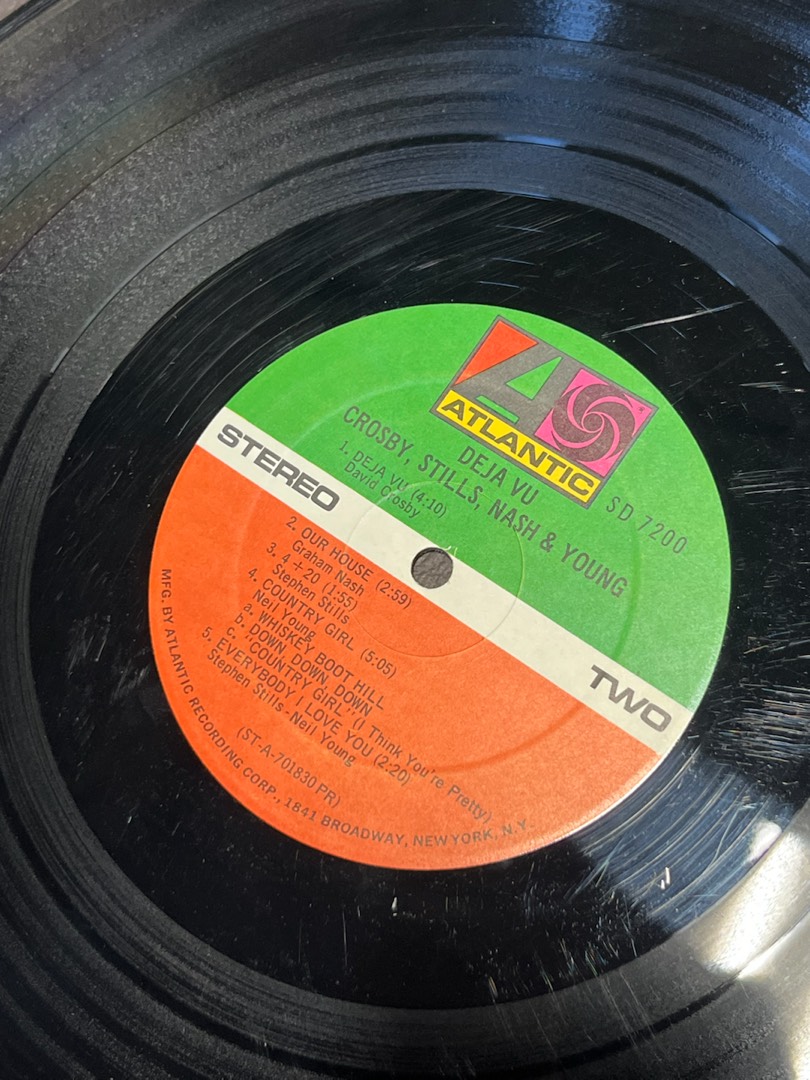 ATLANTIC
SD 7200
DEJA VU
CROSBY, STILLS, NASH & YOUNG
1. DEJA VU (4:10)
David Crosby
STEREO
TWO
2. OUR HOUSE (2:59)
Graham Nash
3. 4 + 20 (1:55)
Stephen Stills
4. COUNTRY GIRL (5:05)
Neil Young
a. WHISKEY BOOT HILL
b. DOWN, DOWN, DOWN
c. "COUNTRY GIRL" (I Think You're Pretty)
5. EVERYBODY I LOVE YOU (2:20)
Stephen Stills-Neil Young
(ST-A-701830 PR)
MFG. BY ATLANTIC RECORDING CORP., 1841 BROADWAY, NEW YORK, N.Y.